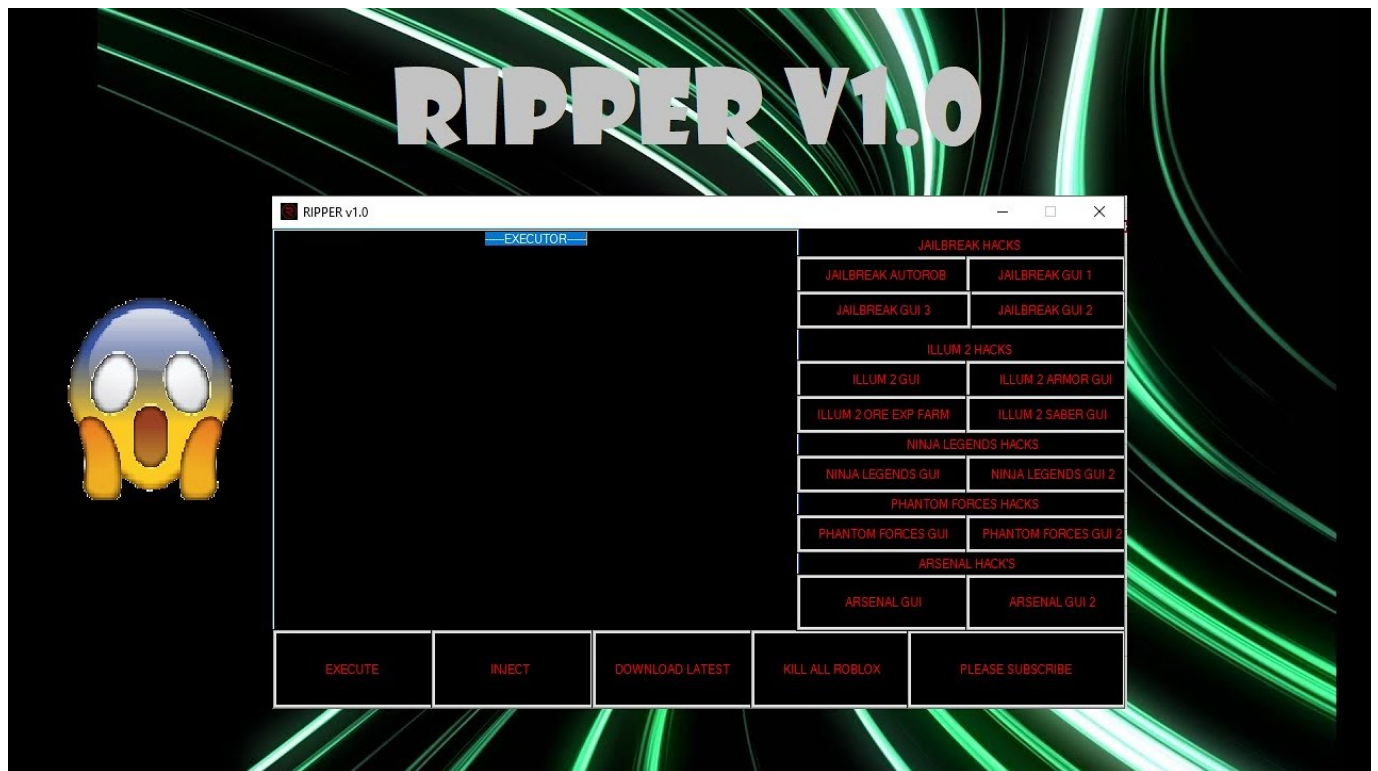 RIPPER V1.0
RIPPER v1.0
----EXECUTOR----
JAILBREAK HACKS
JAILBREAK AUTOROB JAILBREAK GUI 1
JAILBREAK GUI 3 JAILBREAK GUI 2
ILLUM 2 HACKS
ILLUM 2 GUI ILLUM 2 ARMOR GUI
ILLUM 2 ORE EXP FARM ILLUM 2 SABER GUI
NINJA LEGENDS HACKS
NINJA LEGENDS GUI NINJA LEGENDS GUI 2
PHANTOM FORCES HACKS
PHANTOM FORCES GUI PHANTOM FORCES GUI 2
ARSENAL HACK'S
ARSENAL GUI ARSENAL GUI 2
EXECUTE INJECT DOWNLOAD LATEST KILL ALL ROBLOX PLEASE SUBSCRIBE